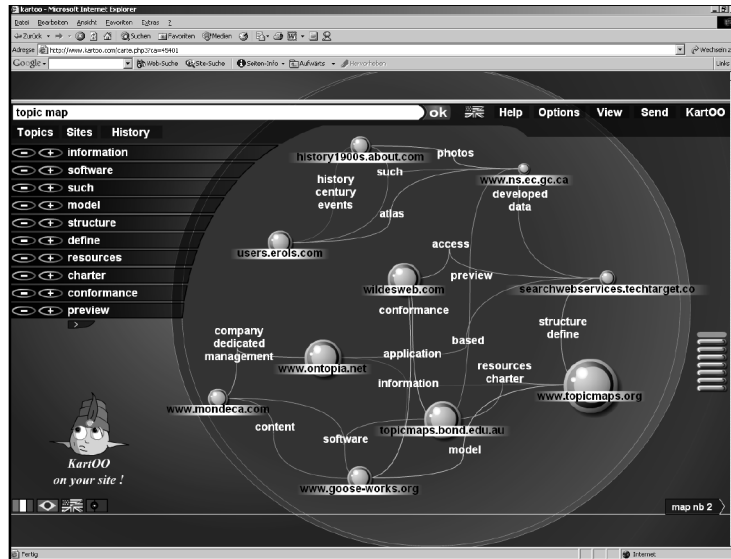 kartoo - Microsoft Internet Explorer
Datei Bearbeiten Ansicht Favoriten Extras ?
Zurück Suchen Favoriten Medien
Adresse http://www.kartoo.com/carte.php3?ca=45401 Wechseln z
Google Web-Suche Site-Suche Seiten-Info Aufwärts Hervorheben Links
topic map ok Help Options View Send KartOO
Topics Sites History
information
software
such
model
structure
define
resources
charter
conformance
preview
>
history1900s.about.com
photos
such
www.ns.ec.gc.ca
history
century
events
developed
data
atlas
users.erols.com
access
wildesweb.com
preview
searchwebservices.techtarget.co
conformance
company
dedicated
management
structure
define
based
application
www.ontopia.net
resources
charter
information
www.topicmaps.org
www.mondeca.com
content
software
topicmaps.bond.edu.au
model
www.goose-works.org
KartOO
on your site !
map nb 2
Fertig Internet